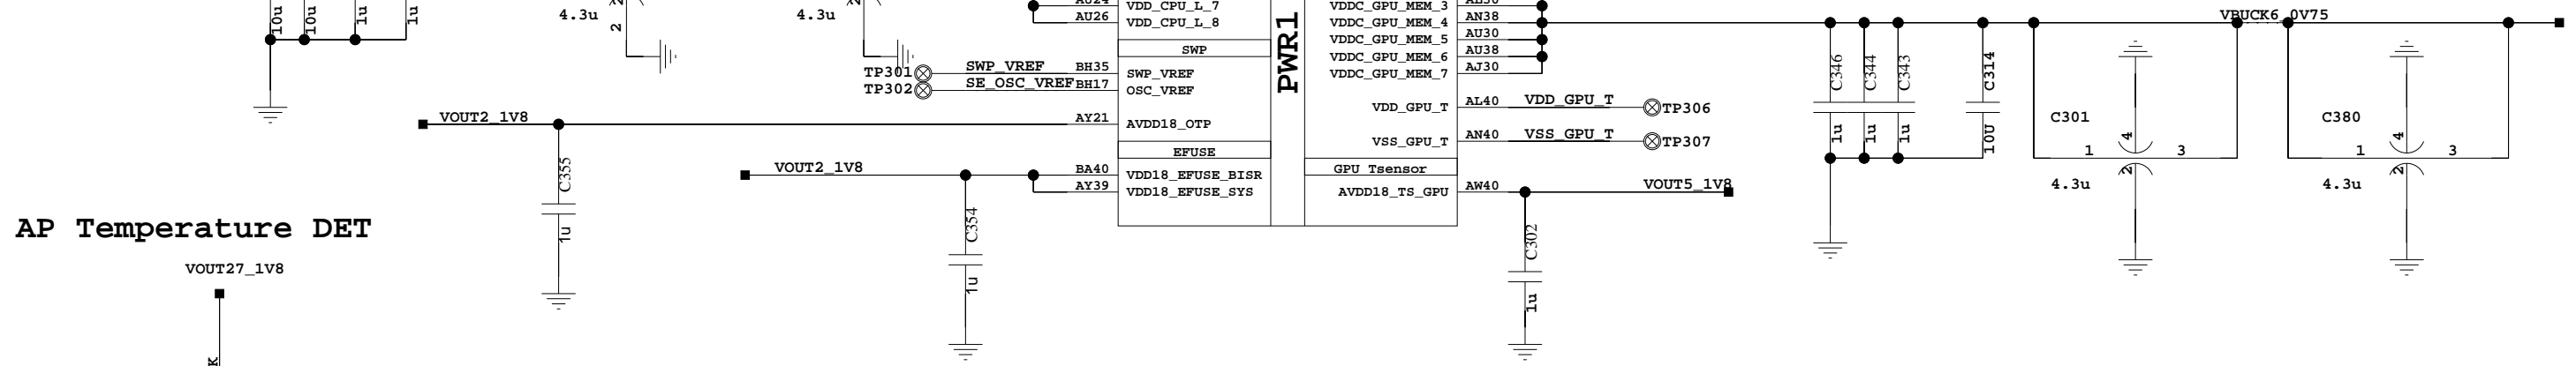 10u
10u
1u
1u
4.3u
2
4.3u
AU24 VDD_CPU_L_7
AU26 VDD_CPU_L_8
SWP
TP301 SWP_VREF BH35 SWP_VREF
TP302 SE_OSC_VREF BH17 OSC_VREF
VOUT2_1V8 AY21 AVDD18_OTP
EFUSE
VOUT2_1V8 BA40 VDD18_EFUSE_BISR
AY39 VDD18_EFUSE_SYS
C355
1u
C354
1u
PWR1
VDDC_GPU_MEM_3
VDDC_GPU_MEM_4 AN38
VDDC_GPU_MEM_5 AU30
VDDC_GPU_MEM_6 AU38
VDDC_GPU_MEM_7 AJ30
VDD_GPU_T AL40 VDD_GPU_T TP306
VSS_GPU_T AN40 VSS_GPU_T TP307
GPU Tsensor
AVDD18_TS_GPU AW40 VOUT5_1V8
C302
1u
VBUCK6_0V75
C346
1u
C344
1u
C343
1u
C314
10U
C301
4
1 3
2
4.3u
C380
4
1 3
2
4.3u
AP Temperature DET
VOUT27_1V8